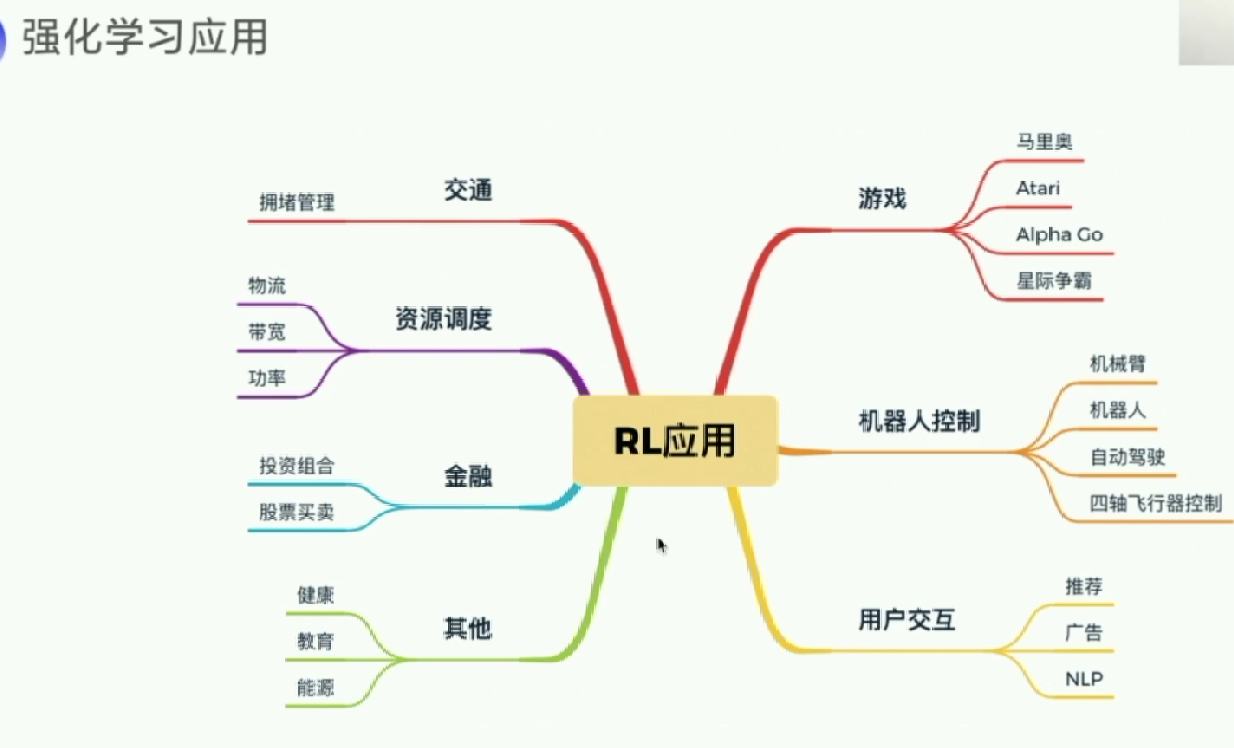 强化学习应用
RL应用
交通
拥堵管理
资源调度
物流
带宽
功率
金融
投资组合
股票买卖
其他
健康
教育
能源
游戏
马里奥
Atari
Alpha Go
星际争霸
机器人控制
机械臂
机器人
自动驾驶
四轴飞行器控制
用户交互
推荐
广告
NLP